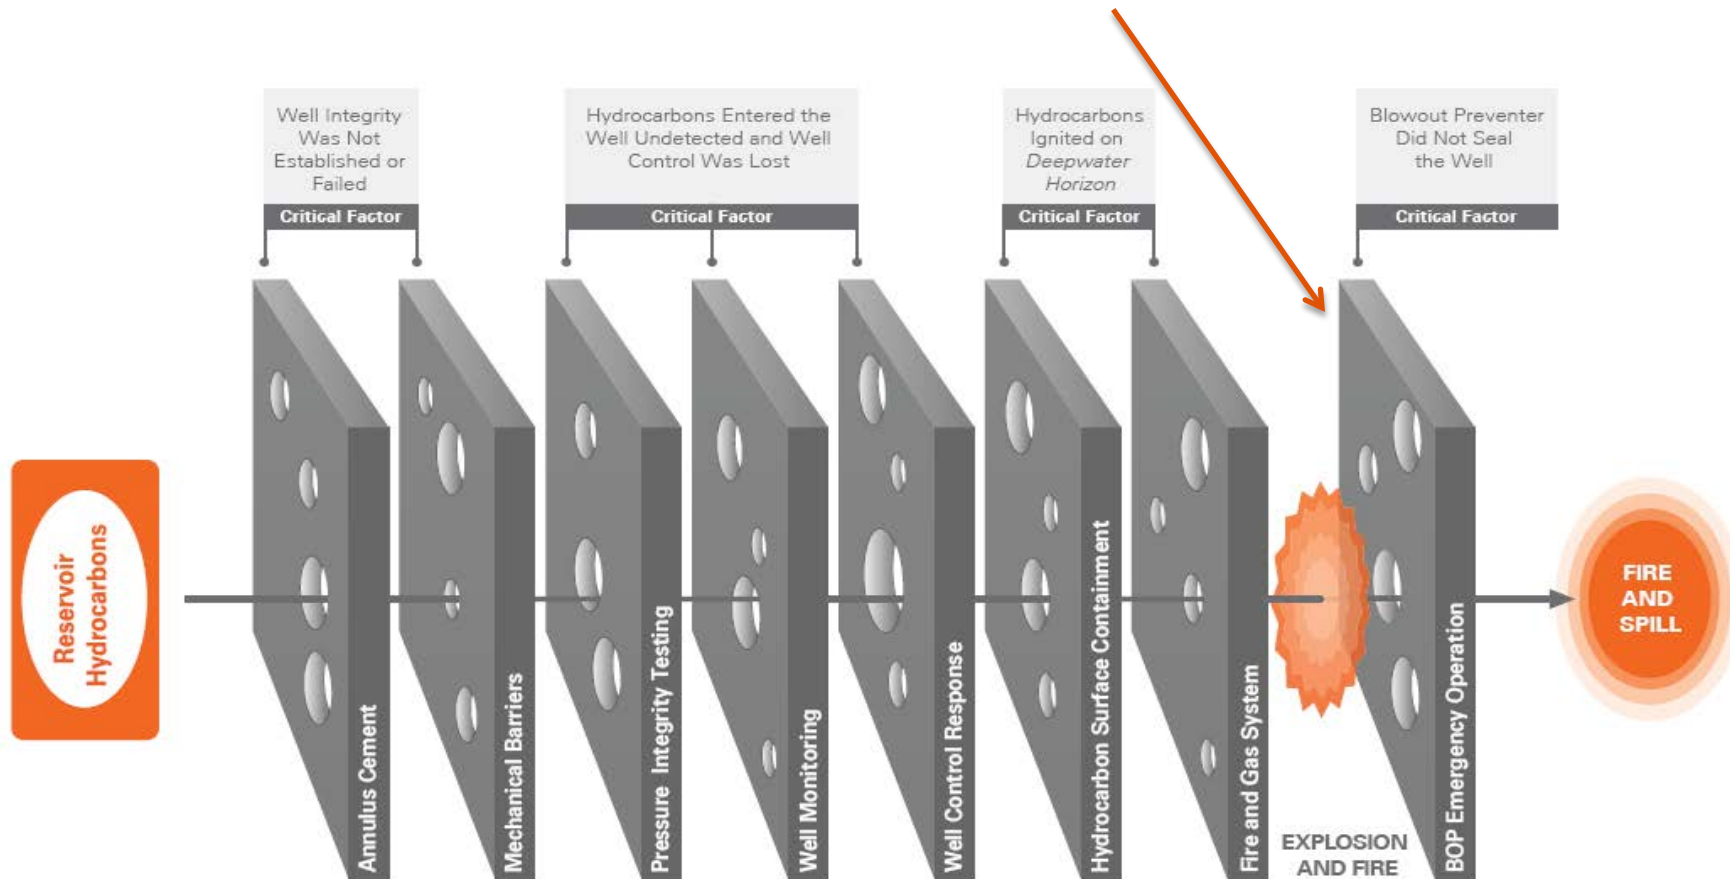 Well Integrity
Was Not
Established or
Failed
Critical Factor
Hydrocarbons Entered the
Well Undetected and Well
Control Was Lost
Critical Factor
Hydrocarbons
Ignited on
Deepwater
Horizon
Critical Factor
Blowout Preventer
Did Not Seal
the Well
Critical Factor
Reservoir
Hydrocarbons
Annulus Cement
Mechanical Barriers
Pressure Integrity Testing
Well Monitoring
Well Control Response
Hydrocarbon Surface Containment
Fire and Gas System
EXPLOSION
AND FIRE
BOP Emergency Operation
FIRE
AND
SPILL